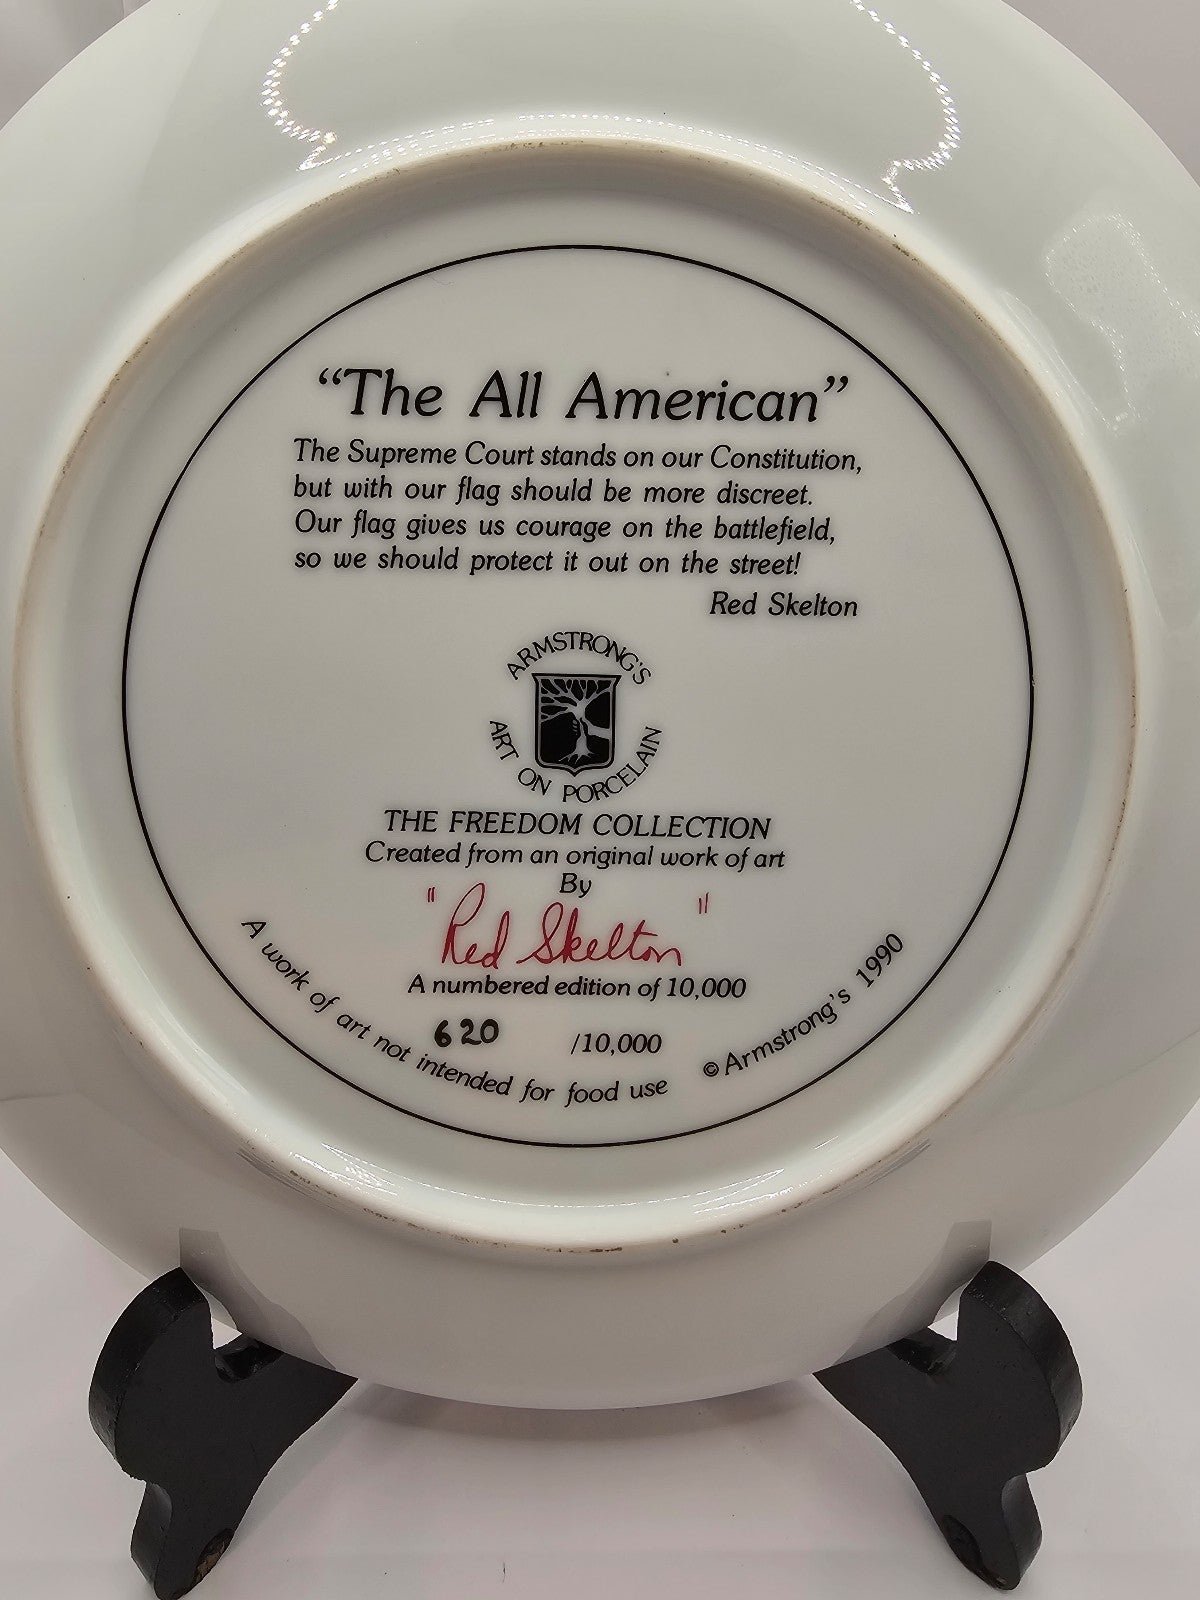 “The All American”
The Supreme Court stands on our Constitution,
but with our flag should be more discreet.
Our flag gives us courage on the battlefield,
so we should protect it out on the street!
Red Skelton
ARMSTRONG'S
ART ON PORCELAIN
THE FREEDOM COLLECTION
Created from an original work of art
By
"Red Skelton"
A numbered edition of 10,000
620 /10,000
A work of art not intended for food use
© Armstrong's 1990